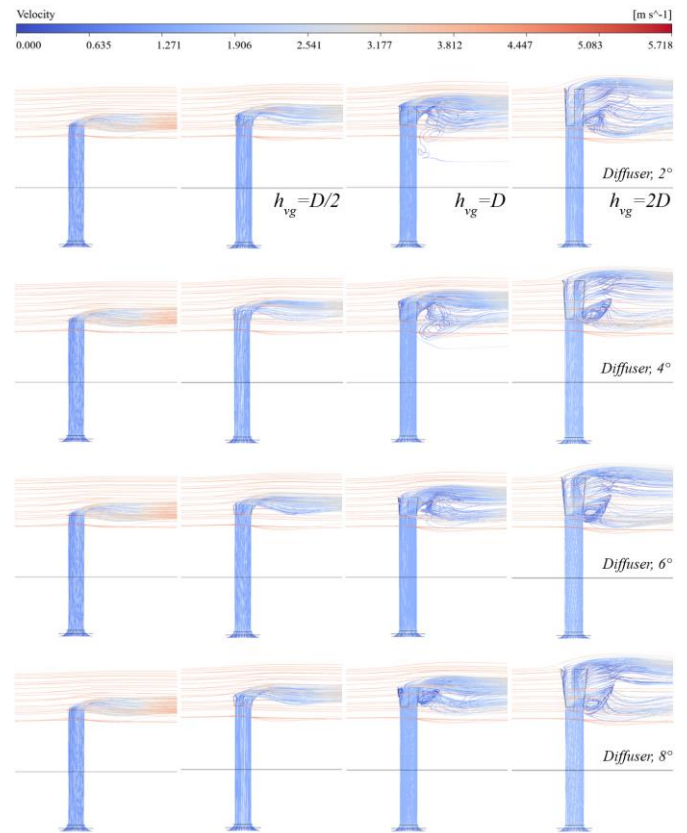 Velocity [m s^-1]
0.000 0.635 1.271 1.906 2.541 3.177 3.812 4.447 5.083 5.718
Diffuser, 2°
h_vg=D/2 h_vg=D h_vg=2D
Diffuser, 4°
Diffuser, 6°
Diffuser, 8°